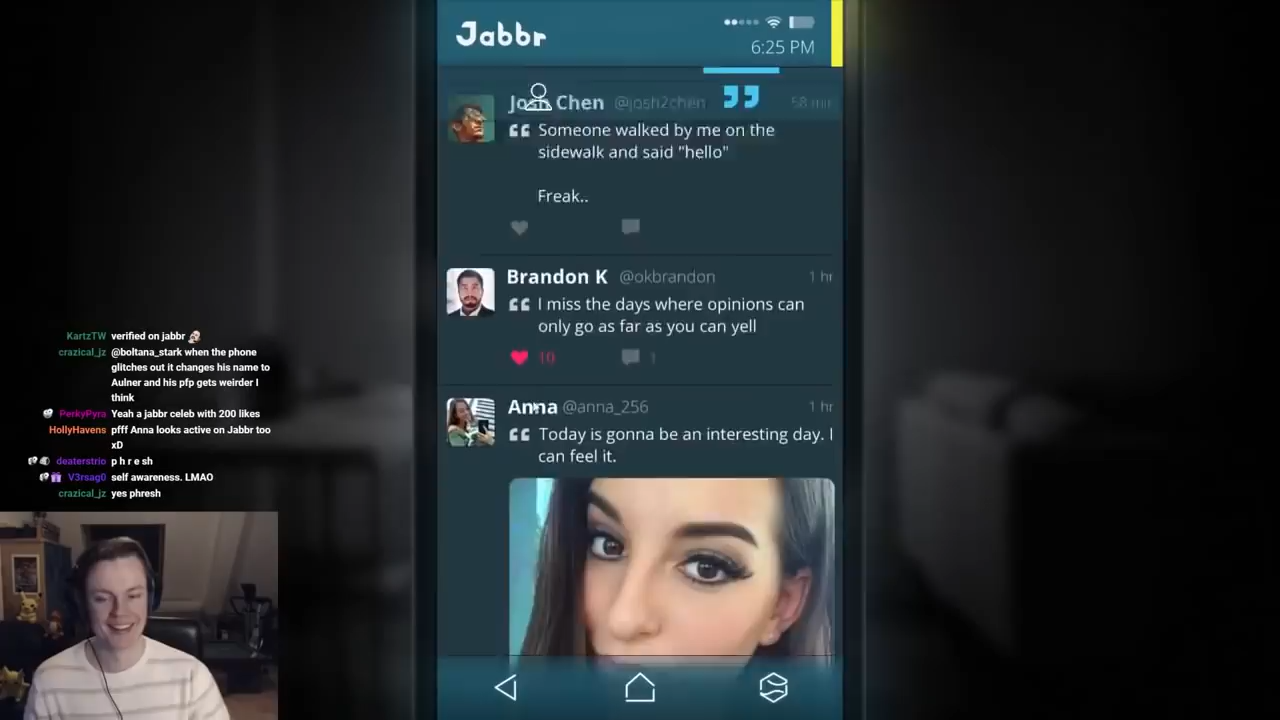 Jabbr
6:25 PM
Josh Chen @josh2chen 58 min
Someone walked by me on the
sidewalk and said "hello"
Freak..
Brandon K @okbrandon 1 hr
I miss the days where opinions can
only go as far as you can yell
10 1
Anna @anna_256 1 hr
Today is gonna be an interesting day. I
can feel it.
KartzTW verified on jabbr
crazical_jz @boltana_stark when the phone
glitches out it changes his name to
Aulner and his pfp gets weirder I
think
PerkyPyra Yeah a jabbr celeb with 200 likes
HollyHavens pfff Anna looks active on Jabbr too
xD
deaterstrio p h r e s h
V3rsag0 self awareness. LMAO
crazical_jz yes phresh